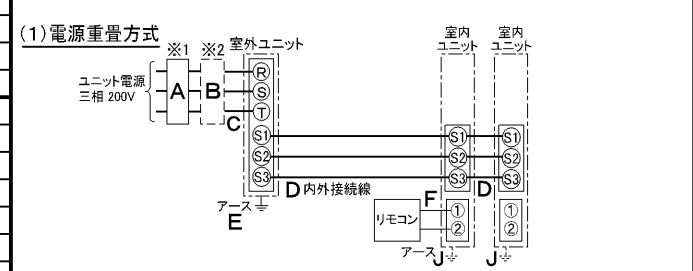 (1)電源重畳方式
※1
※2
室外ユニット
室内
ユニット
室内
ユニット
ユニット電源
三相 200V
A
B
C
R
S
T
S1
S2
S3
S1
S2
S3
S1
S2
S3
D 内外接続線
D
アース
E
リモコン
F
①
②
①
②
アース
J
J